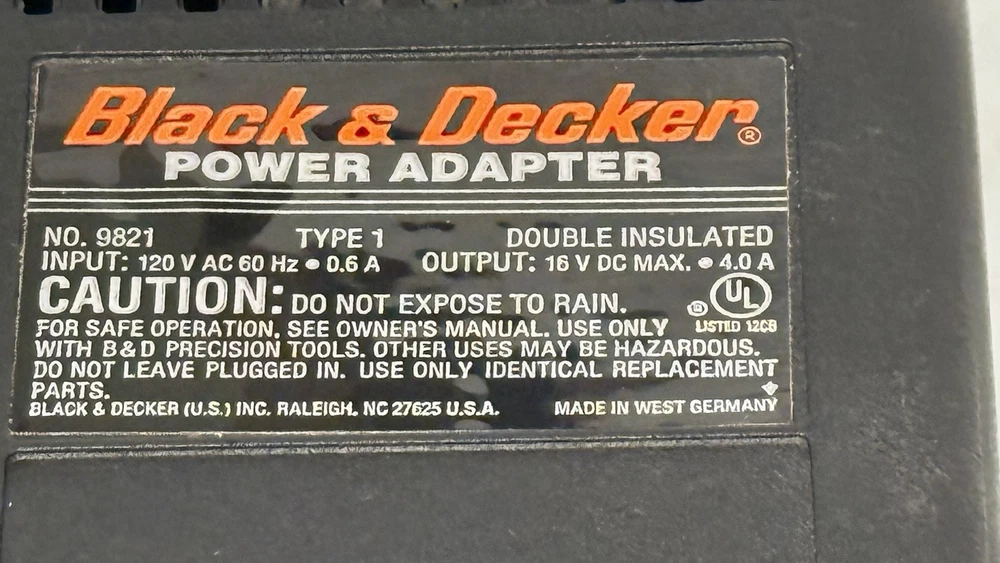 Black & Decker®
POWER ADAPTER
NO. 9821 TYPE 1 DOUBLE INSULATED
INPUT: 120 V AC 60 Hz • 0.6 A OUTPUT: 16 V DC MAX. • 4.0 A
CAUTION: DO NOT EXPOSE TO RAIN. UL
FOR SAFE OPERATION, SEE OWNER'S MANUAL. USE ONLY LISTED
WITH B&D PRECISION TOOLS. OTHER USES MAY BE HAZARDOUS.
DO NOT LEAVE PLUGGED IN. USE ONLY IDENTICAL REPLACEMENT
PARTS.
BLACK & DECKER (U.S.) INC. RALEIGH, NC 27625 U.S.A. MADE IN WEST GERMANY